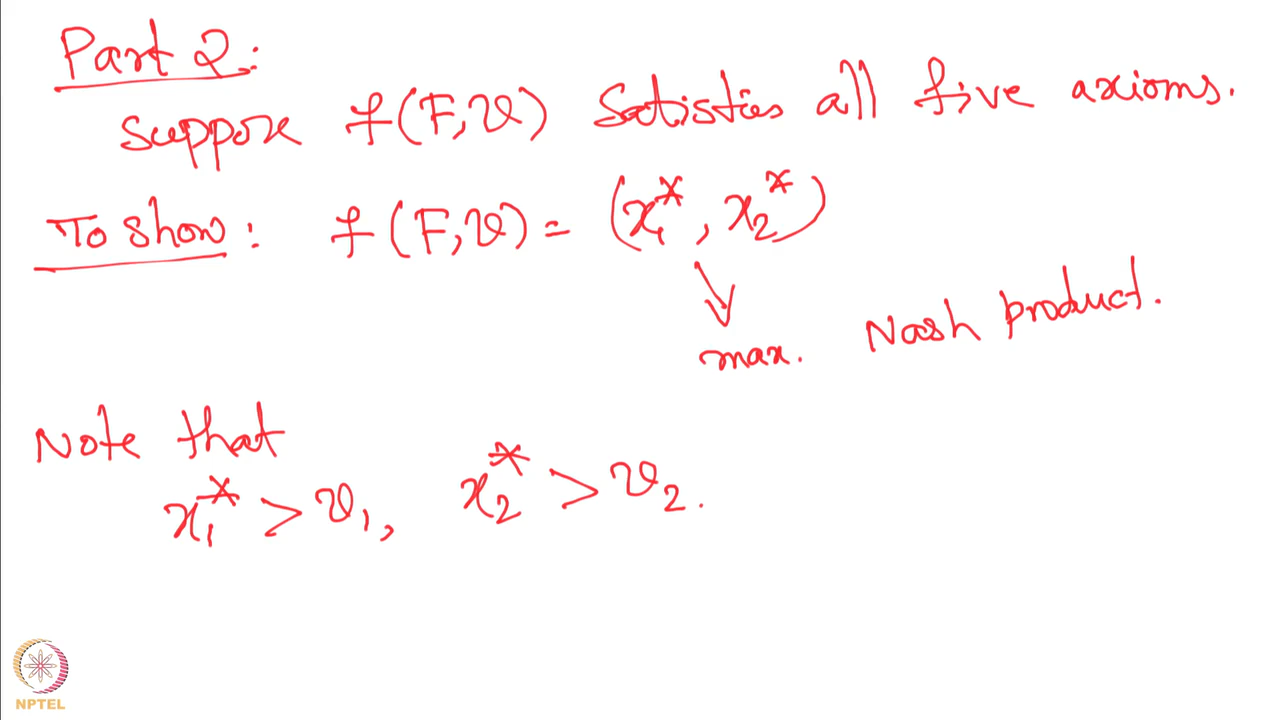 Part 2:
Suppose f(F,v) Satisfies all five axioms.
To show: f(F,v) = (x₁*, x₂*)
↘
max. Nash product.
Note that
x₁* > v₁, x₂* > v₂.
NPTEL